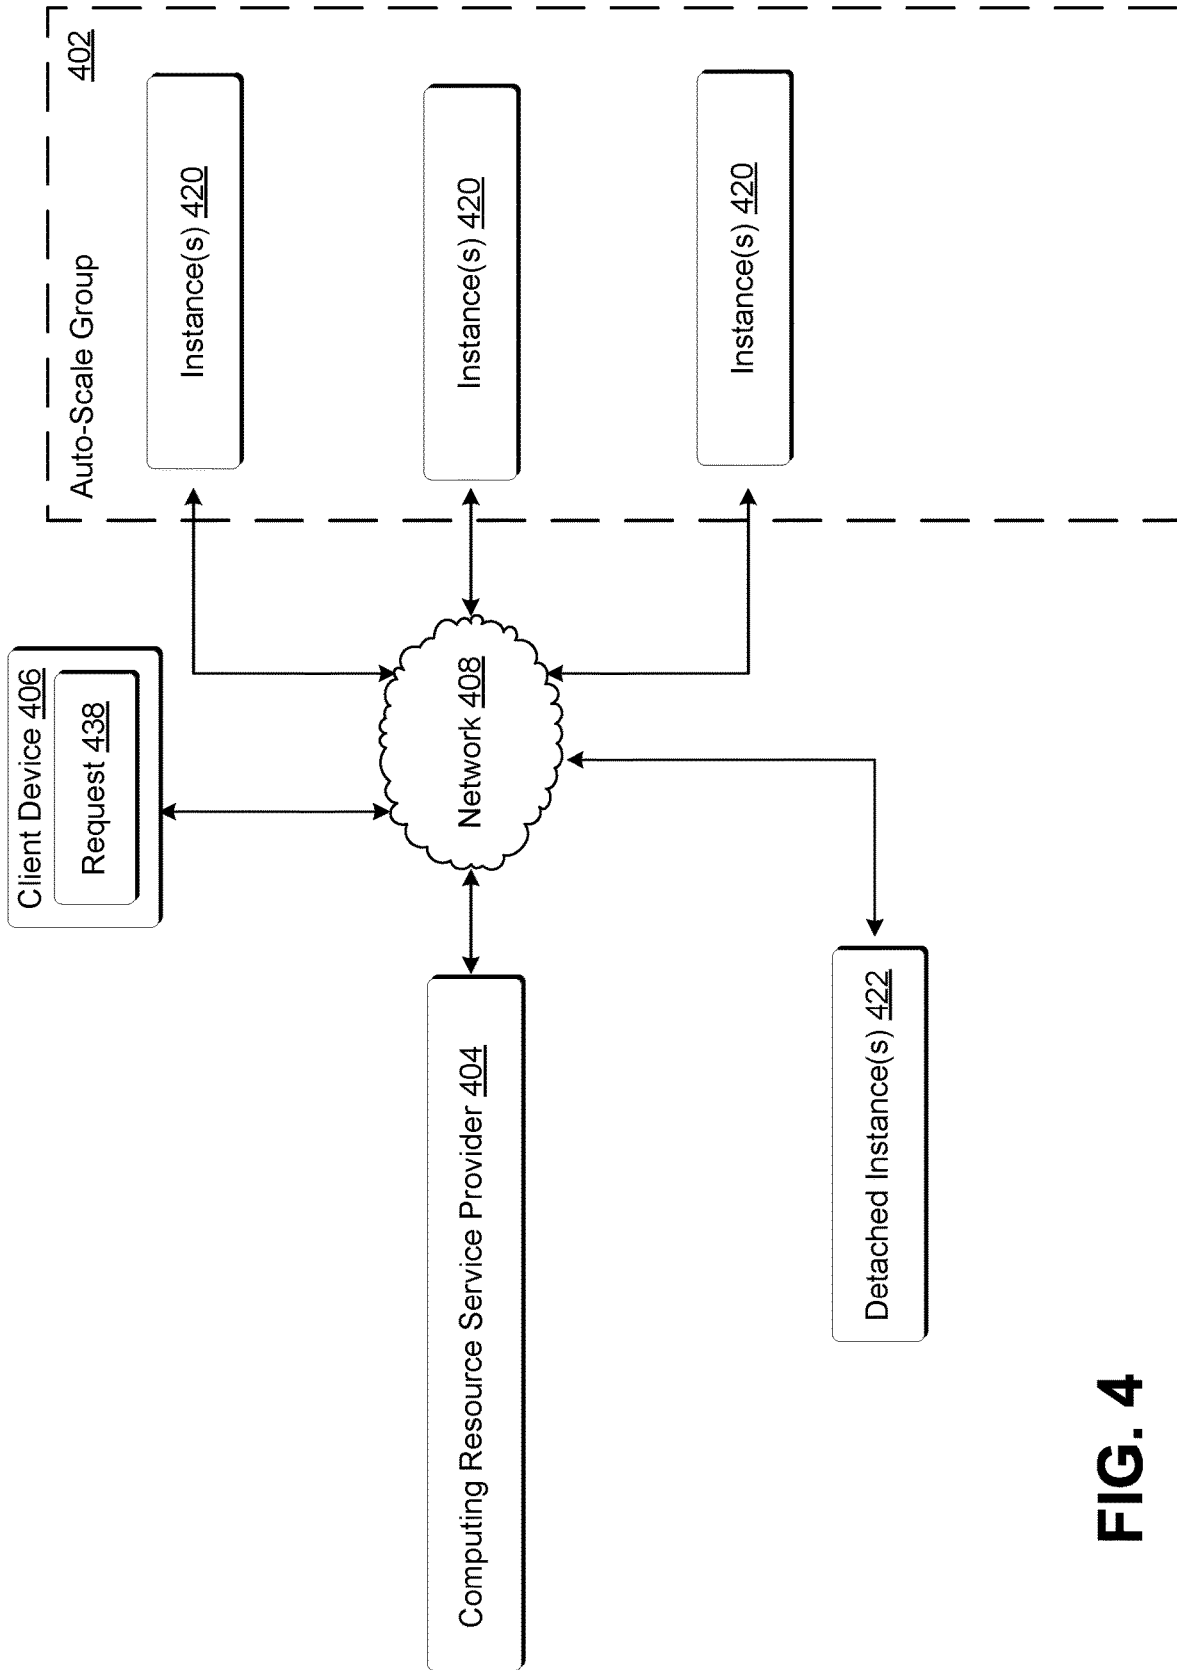 Client Device 406
Request 438
Auto-Scale Group
402
Instance(s) 420
Computing Resource Service Provider 404
Network 408
Instance(s) 420
Instance(s) 420
Detached Instance(s) 422
FIG. 4